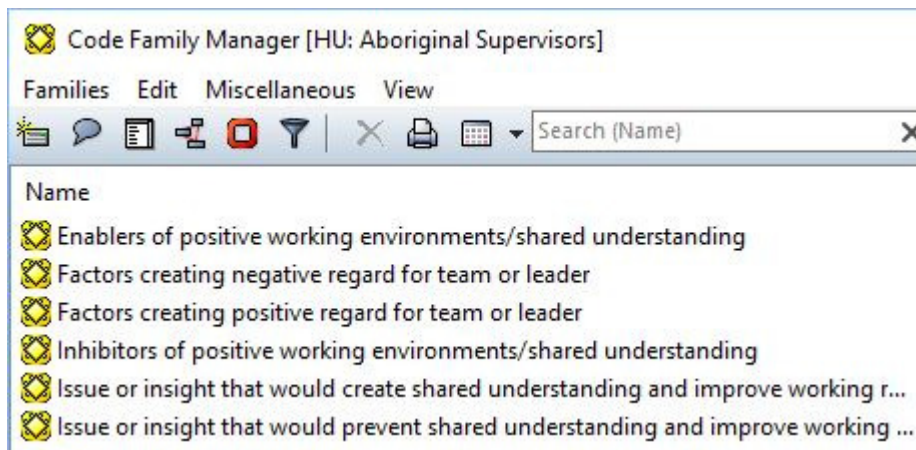 Code Family Manager [HU: Aboriginal Supervisors]
Families Edit Miscellaneous View
Search (Name)
Name
Enablers of positive working environments/shared understanding
Factors creating negative regard for team or leader
Factors creating positive regard for team or leader
Inhibitors of positive working environments/shared understanding
Issue or insight that would create shared understanding and improve working r...
Issue or insight that would prevent shared understanding and improve working ...